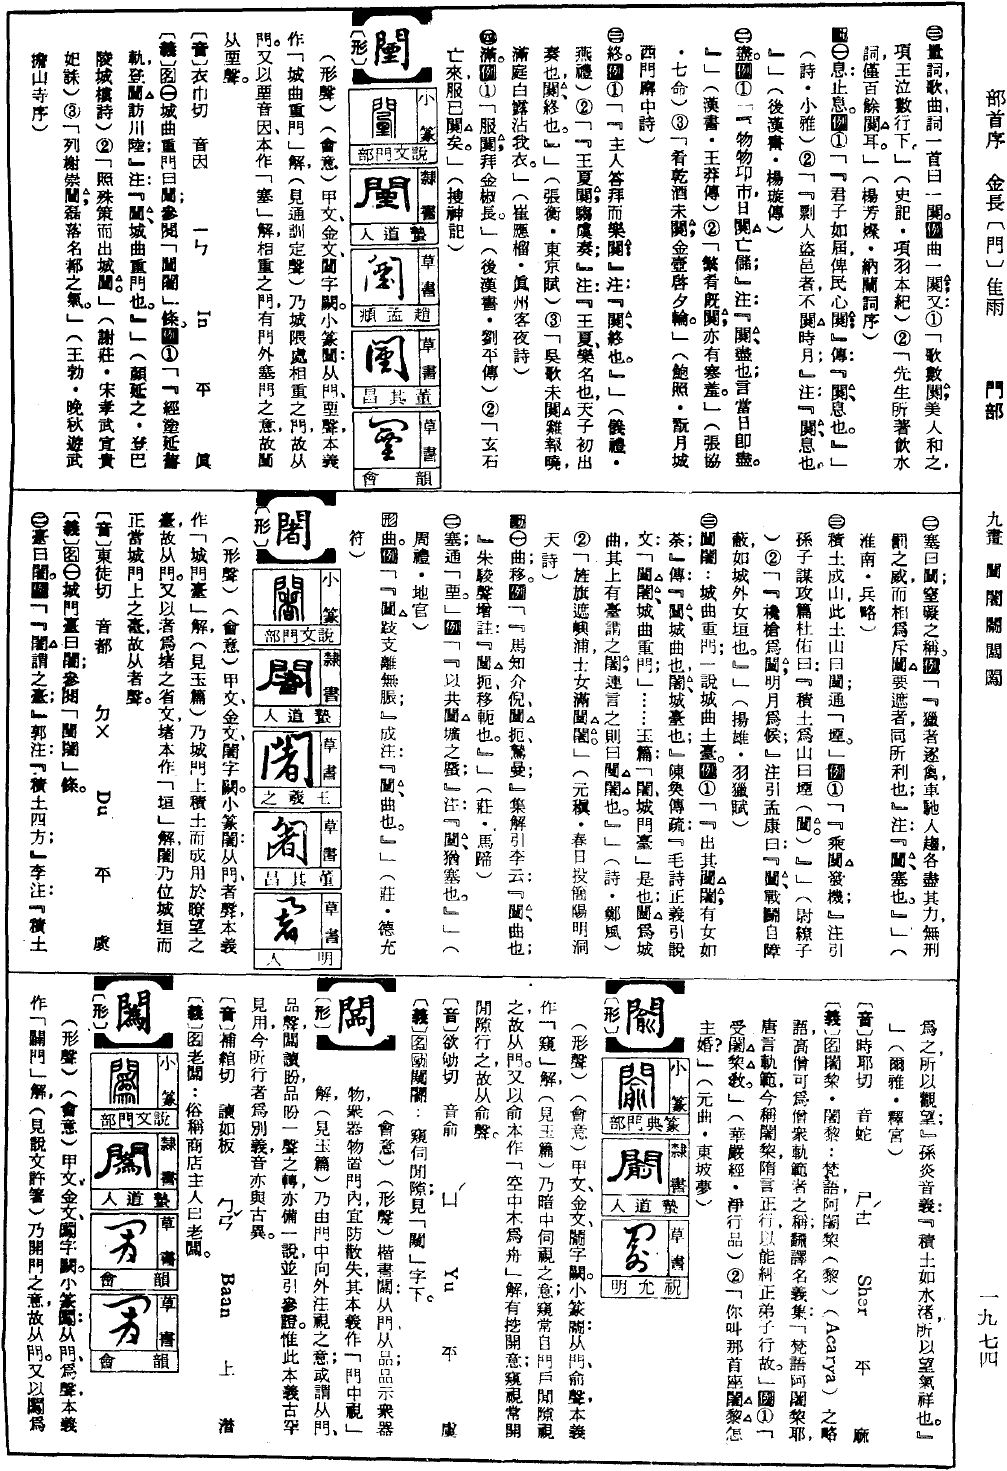 部首序 金長〔門〕隹雨 門部 九畫 闉 闍 闆 一九七四
㊂量詞,歌曲詞一首曰一闋。例曲一闋。又:①「歌數闋,美人和之,
項王泣數行下。」(史記・項羽本紀)②「先生所著飲水
詞僅百餘闋耳。」(楊芳燦・納蘭詞序)
㊀息;止息。例①「『君子如屆,俾民心闋;』傳:『闋,息也。』」
(詩・小雅)②「『剽人盜邑者,不闋時月;』注:『闋,息也
。』」(後漢書・楊璇傳)
㊁盡。例①「『物物卬市,日闋亡儲;』注:『闋,盡也;言當日卽盡。
』」(漢書・王莽傳)②「繁肴旣闋,亦有寒羞。」(張協
・七命)③「肴乾酒未闋,金壺啓夕輪。」(鮑照・翫月城
西門廨中詩)
㊂終。例①「『主人答拜而樂闋;』注:『闋,終也。』」(儀禮・
燕禮)②「『王夏闋,騶虞奏;』注:『王夏,樂名也,天子初出
奏也;闋,終也。』」(張衡・東京賦)③「吳歌未闋雞報曉,
滿庭白露沾我衣。」(崔應榴・眞州客夜詩)
㊃滿。例①「服闋,拜金椒長。」(後漢書・劉平傳)②「玄石
亡來,服已闋矣。」(搜神記)
闉
〔形〕
小篆 說文門部
隸書 蟄道人
草書 趙孟頫
草書 董其昌
草書 韻會
(形聲)(會意)甲文、金文闉字闕。小篆闉:从門,垔聲,本義
作「城曲重門」解(見通訓定聲)乃城隈處相重之門,故从
門。又以垔音因,本作「塞」解,相重之門,有門外塞門之意,故闉
从垔聲。
〔音〕衣巾切 音因 ㄧㄣ In 平 眞
〔義〕名㊀城曲重門曰闉,參閱「闉闍」條。例①「『經塗延舊
軌,登闉訪川陸;』注:『闉,城曲重門也。』」(顏延之・登巴
陵城樓詩)②「照殊策而出城闉。」(謝莊・宋孝武宣貴
妃誄)③「列榭崇闉,磊落名都之氣。」(王勃・晚秋遊武
擔山寺序)
㊁塞曰闉;窒礙之稱。例「『獵者逐禽,車馳人趨,各盡其力,無刑
罰之威,而相爲斥闉要遮者,同所利也;』注:『闉,塞也。』」(
淮南・兵略)
㊂積土成山,此土山曰闉;通「堙」。例①「『乘闉發機;』注引
孫子謀攻篇杜佑曰:『積土爲山曰堙(闉)。』」(尉繚子
)②「『欃槍爲闉,明月爲候;』注引孟康曰:『闉,戰鬭自障
蔽,如城外女垣也。』」(揚雄・羽獵賦)
㊂闉闍:城曲重門;一說城曲土臺。例①「『出其闉闍,有女如
荼;』傳:『闉,城曲也;闍,城臺也;』陳奐傳疏:『毛詩正義引說
文:「闉闍,城曲重門;」……玉篇:「闍,城門臺」是也。闉爲城
曲,其上有臺謂之闍;連言之則曰闉闍也。』」(詩・鄭風)
②「旌旗遮嶼浦,士女滿闉闍。」(元稹・春日投簡陽明洞
天詩)
動㊀曲;移。例「『馬知介倪、闉扼、鷙曼;』集解引李云:『闉,曲也;
』朱駿聲增註:『闉扼,移軛也。』」(莊・馬蹄)
㊁塞;通「垔」。例「『以共闉壙之蜃;』注:『闉,猶塞也。』」(
周禮・地官)
形曲。例「『闉跂支離無脤;』成注:『闉,曲也。』」(莊・德充
符)
闍
〔形〕
小篆 說文門部
隸書 蟄道人
草書 王羲之
草書 董其昌
草書 明人
(形聲)(會意)甲文、金文闍字闕。小篆闍:从門,者聲,本義
作「城門臺」解(見玉篇)乃城門上積土而成用於瞭望之
臺,故从門。又以者爲堵之省文,堵本作「垣」解,闍乃位城垣而
正當城門上之臺,故从者聲。
〔音〕東徒切 音都 ㄉㄨ Du 平 虞
〔義〕名㊀城門臺曰闍,參閱「闉闍」條。
㊁臺曰闍。例「『闍謂之臺;』郭注:『積土四方;』李注:『積土
爲之,所以觀望;』孫炎音義:『積土如水渚,所以望氣祥也。』
」(爾雅・釋宮)
〔音〕時耶切 音蛇 ㄕㄜˊ Sher 平 麻
〔義〕名闍黎・闍黎:梵語阿闍黎(黎)(Acarya)之略
語;高僧可爲僧衆軌範者之稱;翻譯名義集:「梵語阿闍黎耶,
唐言軌範,今稱闍黎,隋言正行,以能糾正弟子行故。」例①「
受闍黎敎。」(華嚴經・淨行品)②「你叫那首座闍黎怎
主婚?」(元曲・東坡夢)
〔形〕
小篆 篆典門部
隸書 蟄道人
草書 祝允明
(形聲)(會意)甲文、金文字闕。小篆:从門,俞聲,本義
作「窺」解(見玉篇)乃暗中伺視之意;窺常自門戶閒隙視
之,故从門。又以俞本作「空中木爲舟」解,有挖開意;窺視常開
閒隙行之,故从俞聲。
〔音〕欲劬切 音俞 ㄩˊ Yu 平 虞
〔義〕名動:窺伺閒隙;見「」字下。
闆
〔形〕
(會意)(形聲)楷書闆:从門从品;品示衆器
物,衆器物置門內,宜防散失,其本義作「門中視」
解(見玉篇)乃由門中向外注視之意;或謂从門,
品聲;闆讀盼,品盼一聲之轉,亦備一說,並引參證。惟此本義古罕
見用,今所行者爲別義,音亦與古異。
〔音〕補綰切 讀如板 ㄅㄢˇ Baan 上 潸
〔義〕名老闆:俗稱商店主人曰老闆。
〔形〕
小篆 說文門部
隸書 蟄道人
草書 韻會
草書 韻會
(形聲)(會意)甲文、金文字闕。小篆:从門,爲聲,本義
作「闢門」解(見說文許箸)乃開門之意,故从門。又以爲